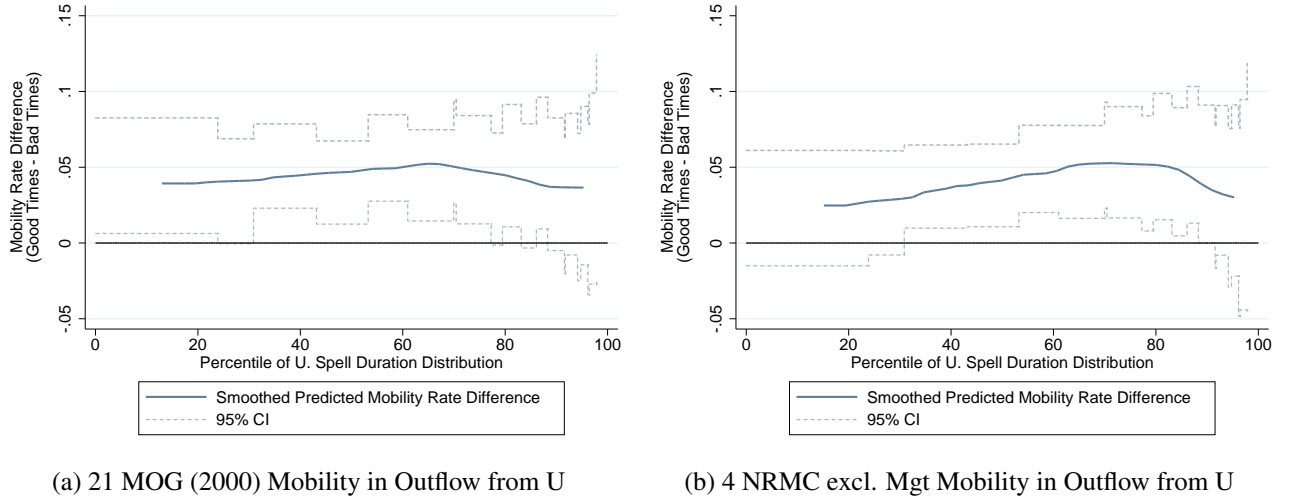 .15
.1
.05
0
-.05
Mobility Rate Difference
(Good Times - Bad Times)
0 20 40 60 80 100
Percentile of U. Spell Duration Distribution
Smoothed Predicted Mobility Rate Difference
95% CI
(a) 21 MOG (2000) Mobility in Outflow from U
.15
.1
.05
0
-.05
Mobility Rate Difference
(Good Times - Bad Times)
0 20 40 60 80 100
Percentile of U. Spell Duration Distribution
Smoothed Predicted Mobility Rate Difference
95% CI
(b) 4 NRMC excl. Mgt Mobility in Outflow from U